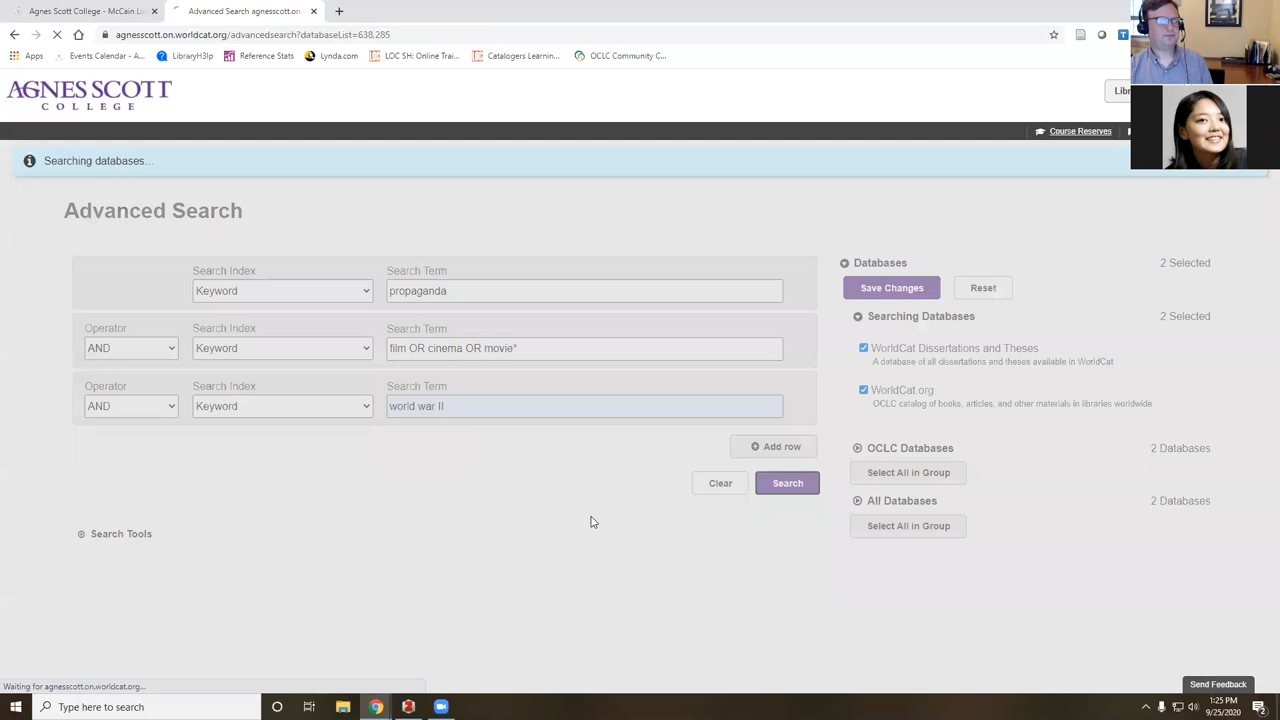 Agnes Scott College - McCain Li
Advanced Search agnesscott.on.
agnesscott.on.worldcat.org/advancedsearch?databaseList=638,285
Apps Events Calendar - A... LibraryH3lp Reference Stats Lynda.com LOC SH: Online Trai... Catalogers Learnin... OCLC Community C...
AGNES SCOTT
COLLEGE
Course Reserves
Searching databases...
Advanced Search
Search Index Search Term
Keyword propaganda
Operator Search Index Search Term
AND Keyword film OR cinema OR movie*
Operator Search Index Search Term
AND Keyword world war II
Add row
Clear Search
Search Tools
Databases 2 Selected
Save Changes Reset
Searching Databases 2 Selected
WorldCat Dissertations and Theses
A database of all dissertations and theses available in WorldCat
WorldCat.org
OCLC catalog of books, articles, and other materials in libraries worldwide
OCLC Databases 2 Databases
Select All in Group
All Databases 2 Databases
Select All in Group
Send Feedback
Waiting for agnesscott.on.worldcat.org...
Type here to search
1:25 PM
9/25/2020